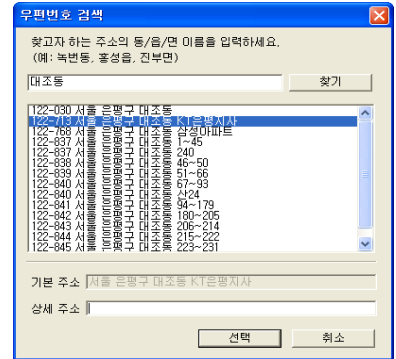 우편번호 검색
찾고자 하는 주소의 동/읍/면 이름을 입력하세요.
(예: 녹번동, 홍성읍, 진부면)
대조동
찾기
122-030 서울 은평구 대조동
122-713 서울 은평구 대조동 KT은평지사
122-768 서울 은평구 대조동 삼성아파트
122-837 서울 은평구 대조동 1~45
122-837 서울 은평구 대조동 240
122-838 서울 은평구 대조동 46~50
122-839 서울 은평구 대조동 51~66
122-840 서울 은평구 대조동 67~93
122-840 서울 은평구 대조동 산24
122-841 서울 은평구 대조동 94~179
122-842 서울 은평구 대조동 180~205
122-843 서울 은평구 대조동 206~214
122-844 서울 은평구 대조동 215~222
122-845 서울 은평구 대조동 223~231
기본 주소 서울 은평구 대조동 KT은평지사
상세 주소
선택 취소